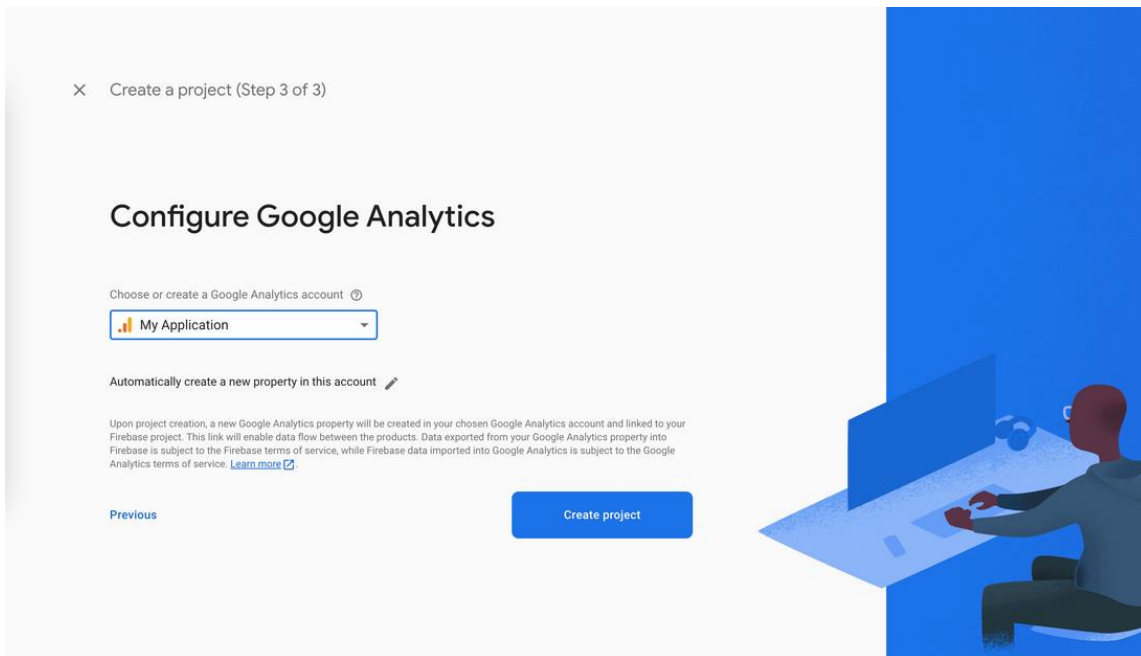 Create a project (Step 3 of 3)
Configure Google Analytics
Choose or create a Google Analytics account
My Application
Automatically create a new property in this account
Upon project creation, a new Google Analytics property will be created in your chosen Google Analytics account and linked to your
Firebase project. This link will enable data flow between the products. Data exported from your Google Analytics property into
Firebase is subject to the Firebase terms of service, while Firebase data imported into Google Analytics is subject to the Google
Analytics terms of service. Learn more.
Previous
Create project